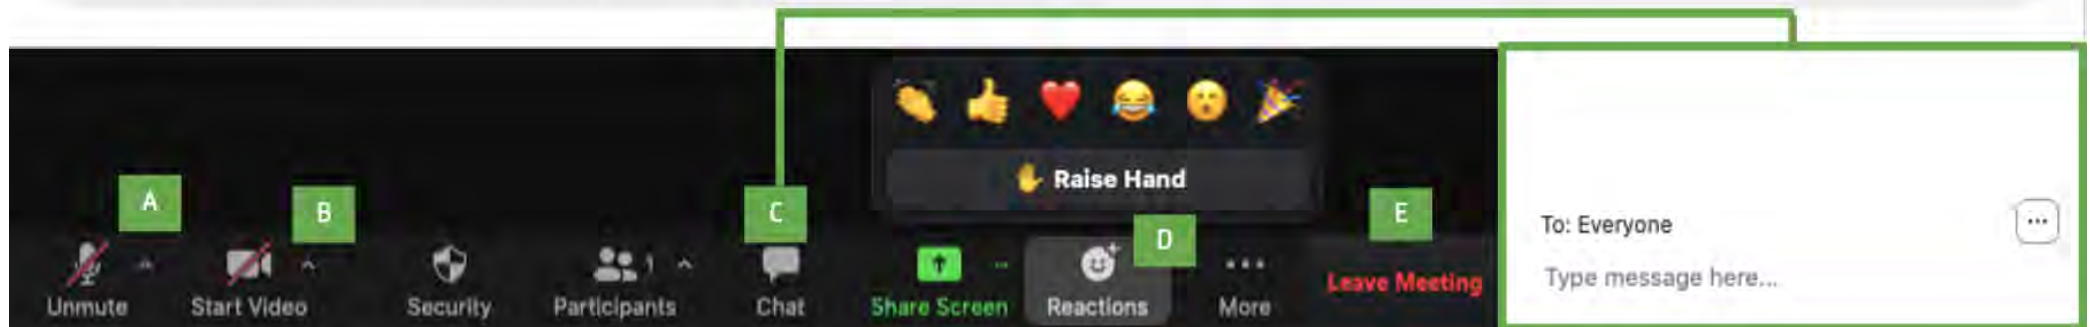 A
B
C
D
E
Raise Hand
Unmute
Start Video
Security
Participants
1
Chat
Share Screen
Reactions
More
Leave Meeting
To: Everyone
Type message here...